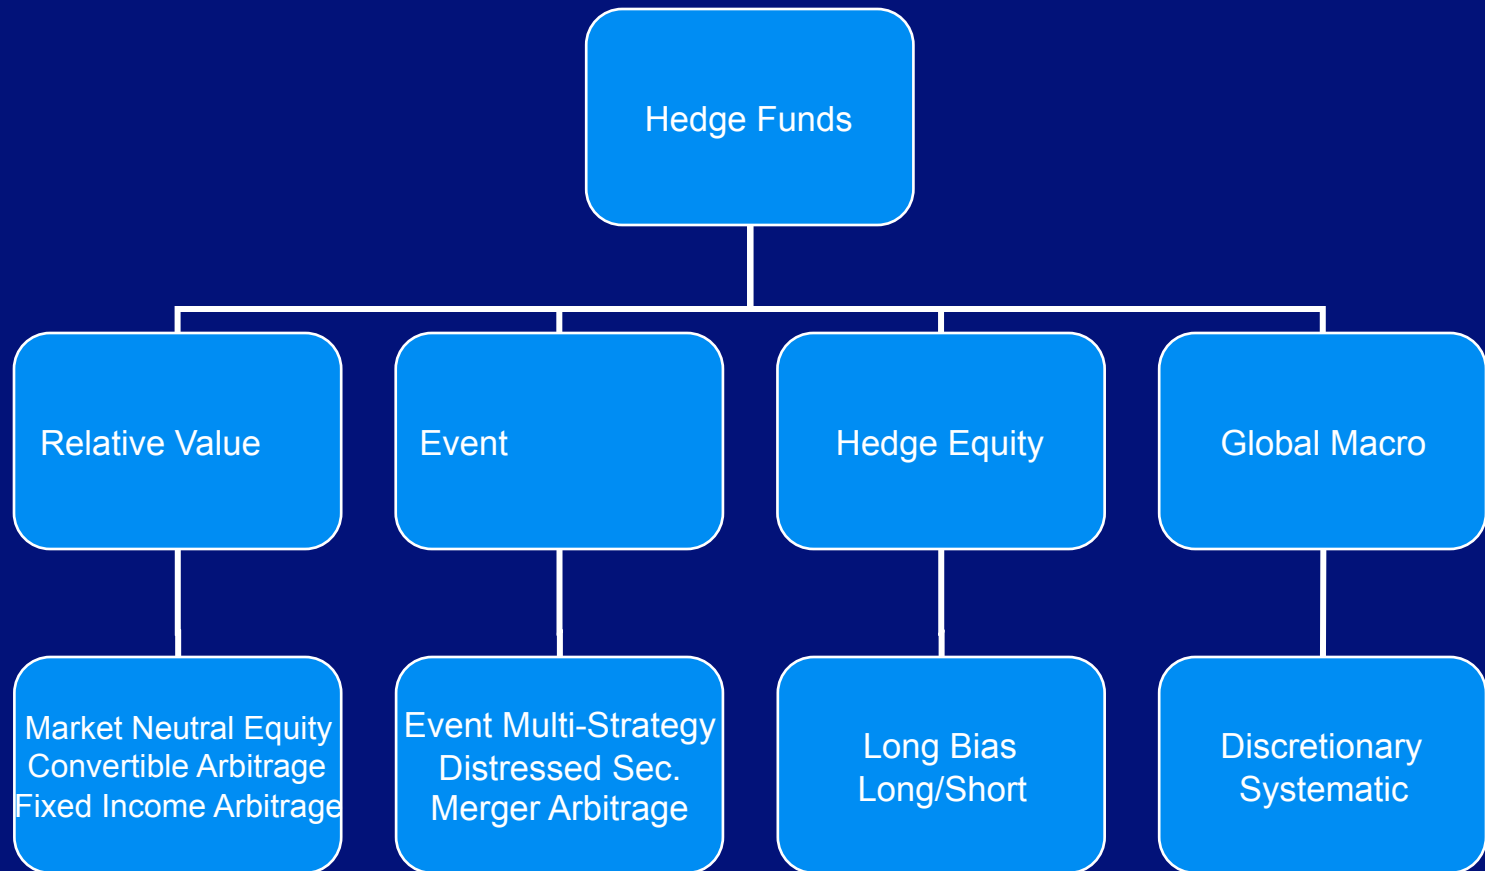 Hedge Funds
Relative Value
Event
Hedge Equity
Global Macro
Market Neutral Equity
Convertible Arbitrage
Fixed Income Arbitrage
Event Multi-Strategy
Distressed Sec.
Merger Arbitrage
Long Bias
Long/Short
Discretionary
Systematic